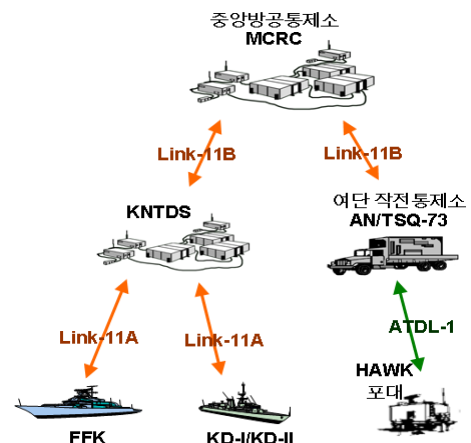 중앙방공통제소
MCRC
Link-11B
Link-11B
KNTDS
여단 작전통제소
AN/TSQ-73
Link-11A
Link-11A
ATDL-1
HAWK
포대
FFK
KD-I/KD-II